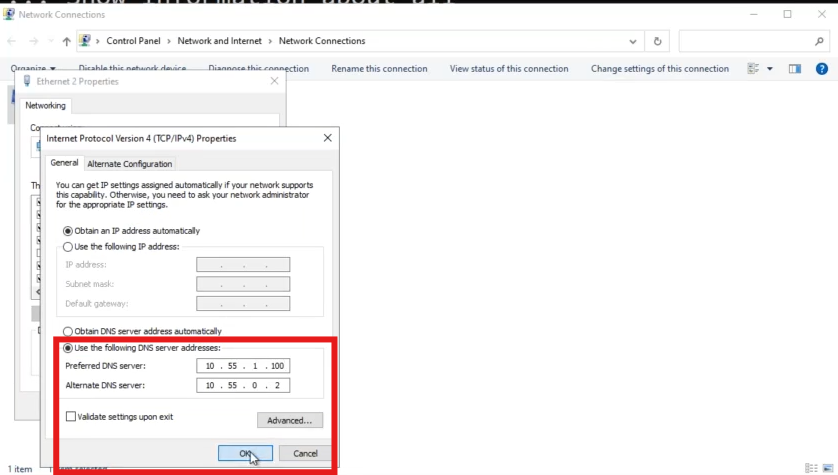 ... Show information about all
Network Connections
Control Panel > Network and Internet > Network Connections
Organize Disable this network device Diagnose this connection Rename this connection View status of this connection Change settings of this connection
Ethernet 2 Properties
Networking
Internet Protocol Version 4 (TCP/IPv4) Properties
General Alternate Configuration
You can get IP settings assigned automatically if your network supports
this capability. Otherwise, you need to ask your network administrator
for the appropriate IP settings.
Obtain an IP address automatically
Use the following IP address:
IP address: . . .
Subnet mask: . . .
Default gateway: . . .
Obtain DNS server address automatically
Use the following DNS server addresses:
Preferred DNS server: 10 . 55 . 1 . 100
Alternate DNS server: 10 . 55 . 0 . 2
Validate settings upon exit
Advanced...
OK Cancel
1 item selected